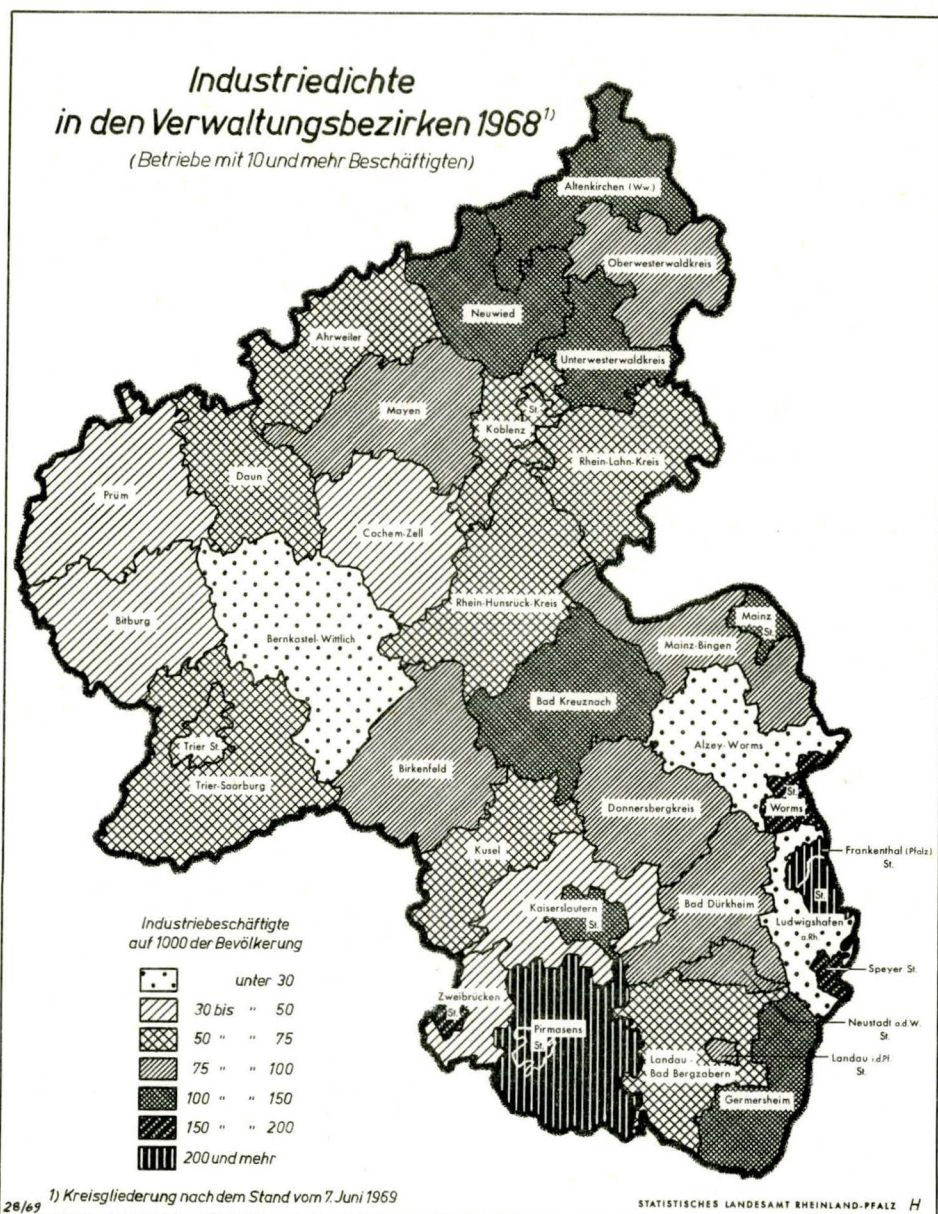 Industriedichte
in den Verwaltungsbezirken 1968 1)
(Betriebe mit 10 und mehr Beschäftigten)
Altenkirchen (Ww.)
Oberwesterwaldkreis
Neuwied
Ahrweiler
Unterwesterwaldkreis
Mayen
St.
Koblenz
Rhein-Lahn-Kreis
Daun
Prüm
Cochem-Zell
Rhein-Hunsrück-Kreis
Mainz
St.
Bitburg
Bernkastel-Wittlich
Mainz-Bingen
Bad Kreuznach
Trier St.
Alzey-Worms
Birkenfeld
Trier-Saarburg
St.
Worms
Donnersbergkreis
Kusel
Frankenthal (Pfalz)
St.
St.
Kaiserslautern
St.
Bad Dürkheim
Ludwigshafen
a.Rh.
Speyer St.
Zweibrücken
St.
Neustadt a.d.W.
St.
Pirmasens
St.
Landau -
Bad Bergzabern
Landau i.d.Pf.
St.
Germersheim
Industriebeschäftigte
auf 1000 der Bevölkerung
unter 30
30 bis " 50
50 " " 75
75 " " 100
100 " " 150
150 " " 200
200 und mehr
1) Kreisgliederung nach dem Stand vom 7. Juni 1969
28/69
STATISTISCHES LANDESAMT RHEINLAND-PFALZ H